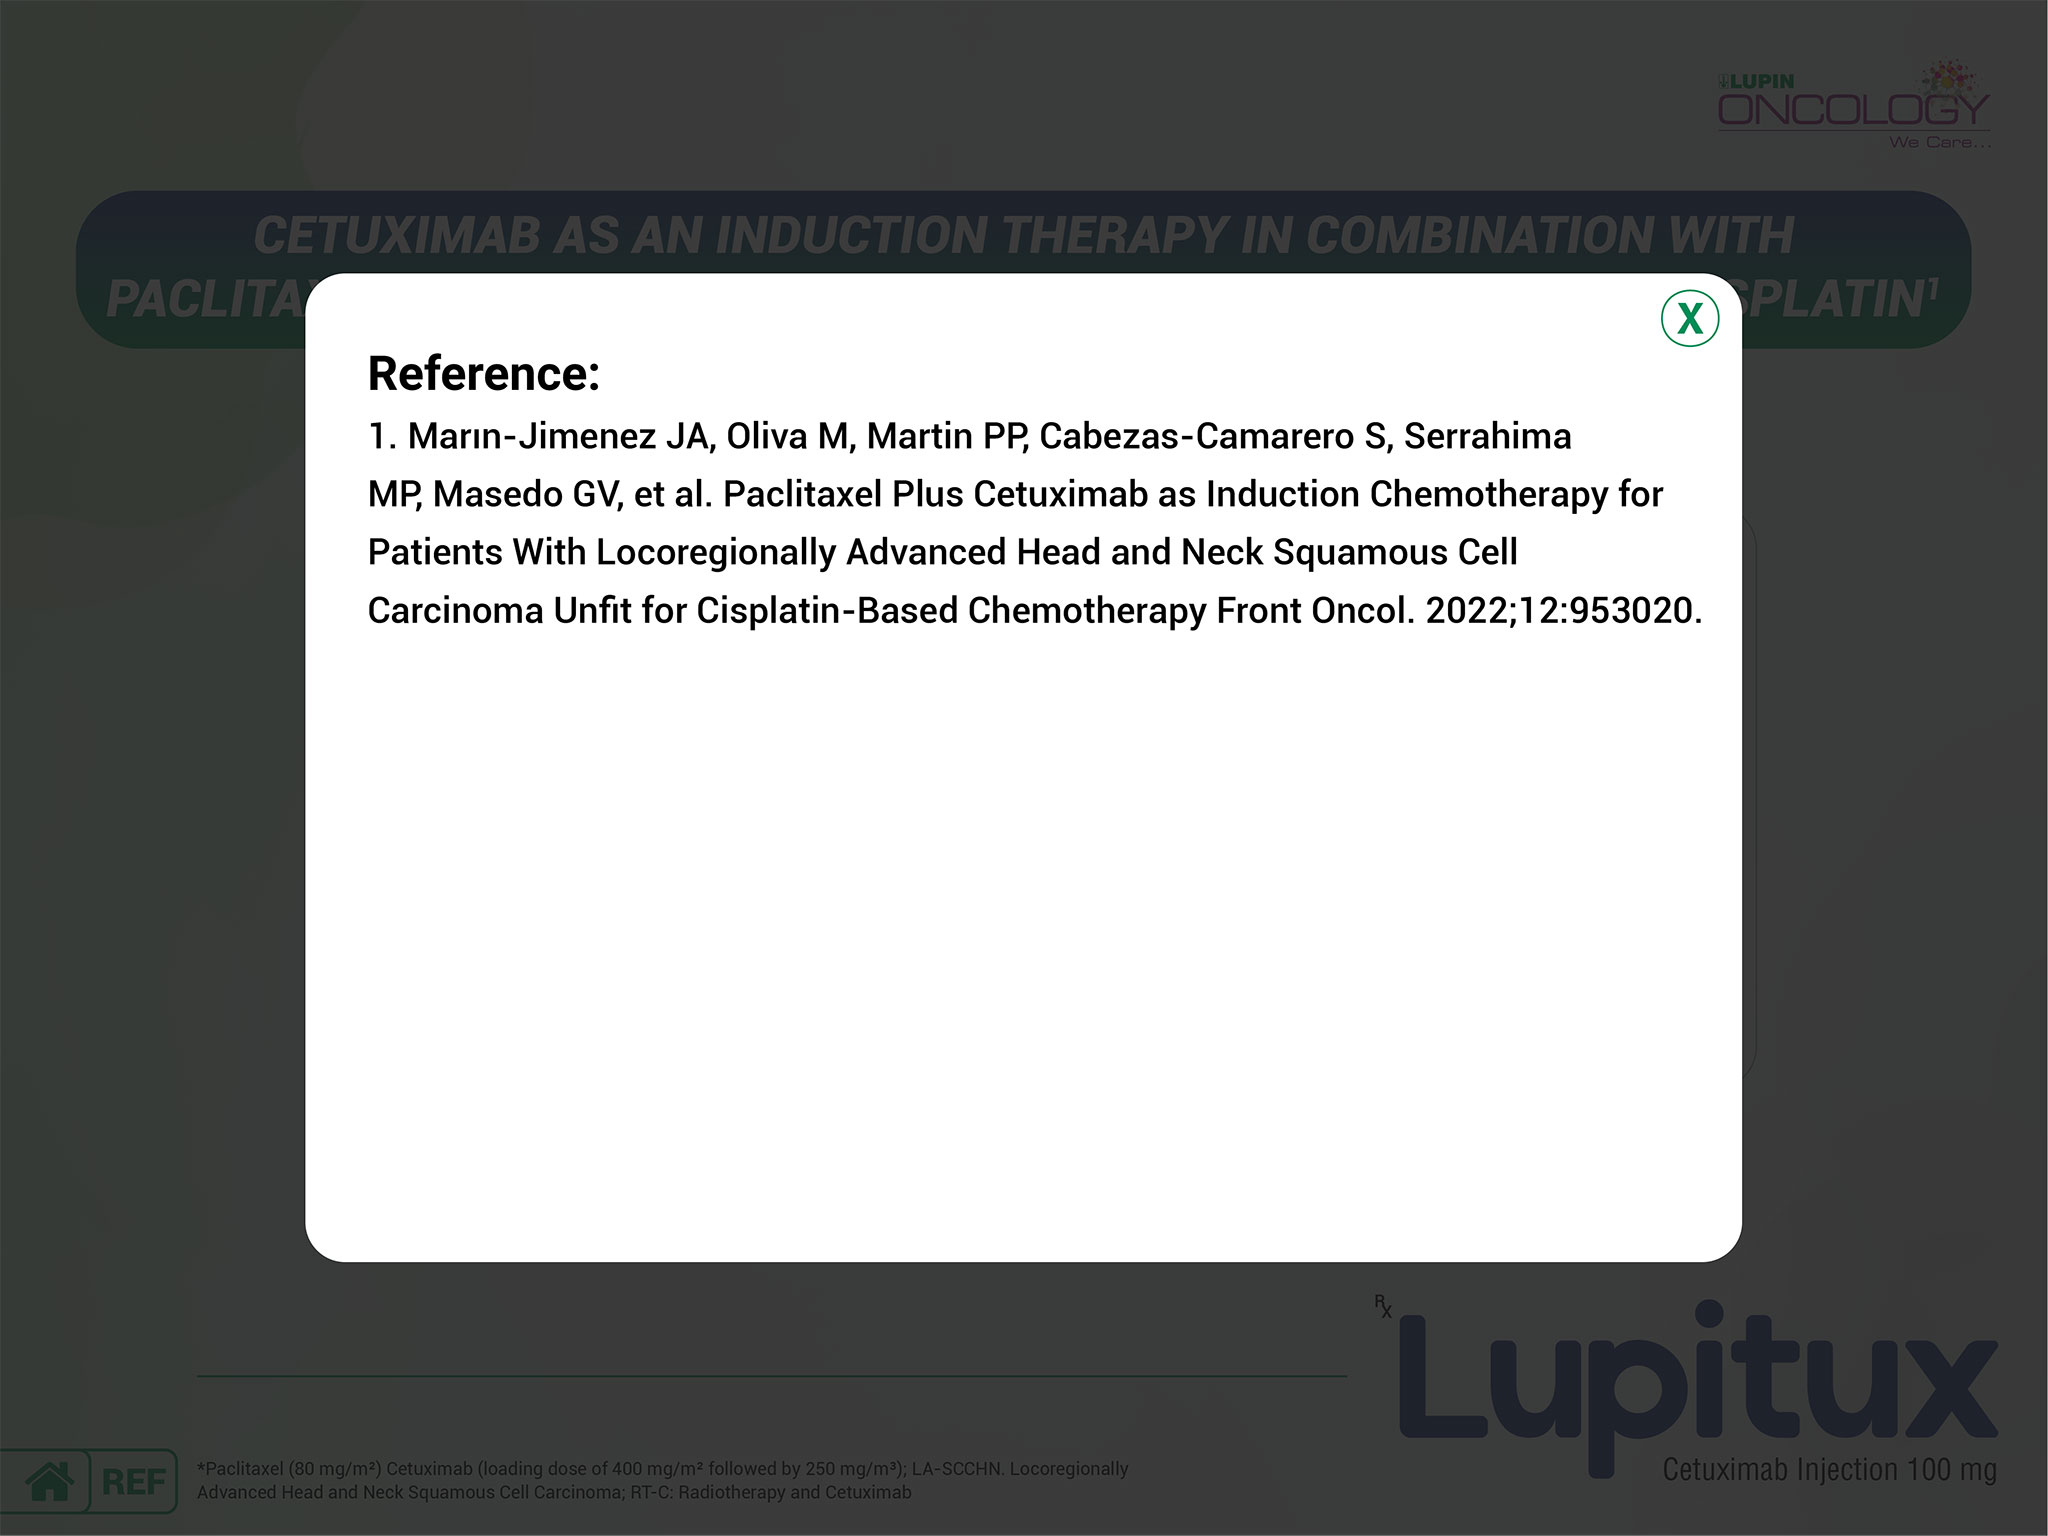 LUPIN
ONCOLOGY
We Care...
CETUXIMAB AS AN INDUCTION THERAPY IN COMBINATION WITH
PACLITA SPLATIN¹
X
Reference:
1. Marın-Jimenez JA, Oliva M, Martin PP, Cabezas-Camarero S, Serrahima
MP, Masedo GV, et al. Paclitaxel Plus Cetuximab as Induction Chemotherapy for
Patients With Locoregionally Advanced Head and Neck Squamous Cell
Carcinoma Unfit for Cisplatin-Based Chemotherapy Front Oncol. 2022;12:953020.
Rx
Lupitux
Cetuximab Injection 100 mg
REF
*Paclitaxel (80 mg/m²) Cetuximab (loading dose of 400 mg/m² followed by 250 mg/m³); LA-SCCHN. Locoregionally
Advanced Head and Neck Squamous Cell Carcinoma; RT-C: Radiotherapy and Cetuximab